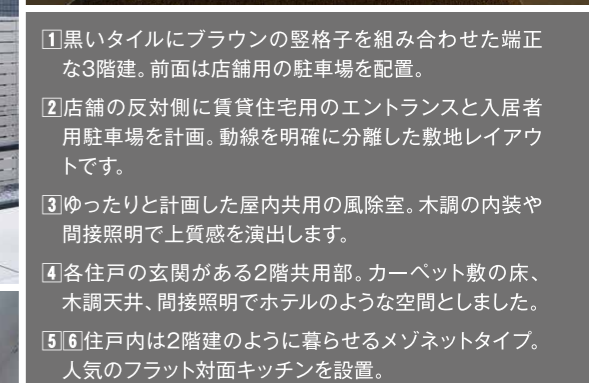 1黒いタイルにブラウンの竪格子を組み合わせた端正
な3階建。前面は店舗用の駐車場を配置。
2店舗の反対側に賃貸住宅用のエントランスと入居者
用駐車場を計画。動線を明確に分離した敷地レイアウ
トです。
3ゆったりと計画した屋内共用の風除室。木調の内装や
間接照明で上質感を演出します。
4各住戸の玄関がある2階共用部。カーペット敷の床、
木調天井、間接照明でホテルのような空間としました。
56住戸内は2階建のように暮らせるメゾネットタイプ。
人気のフラット対面キッチンを設置。